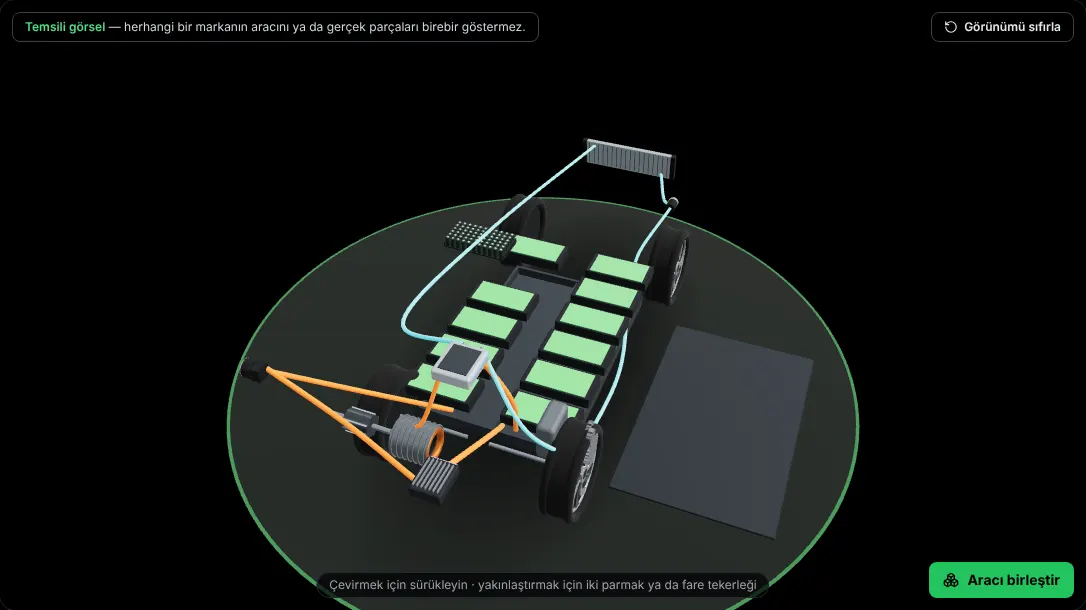 Temsili görsel — herhangi bir markanın aracını ya da gerçek parçaları birebir göstermez.
Görünümü sıfırla
Çevirmek için sürükleyin · yakınlaştırmak için iki parmak ya da fare tekerleği
Aracı birleştir